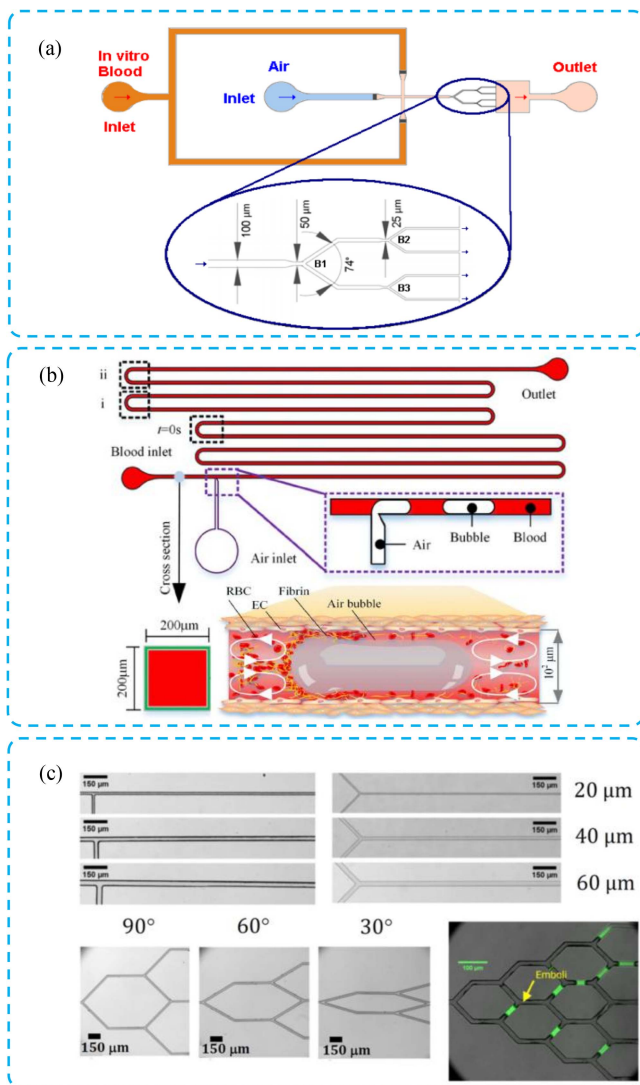 (a)
In vitro
Blood
Inlet
Air
Inlet
Outlet
100 μm
50 μm
25 μm
B1
74°
B2
B3
(b)
ii
i
t=0s
Outlet
Blood inlet
Air inlet
Air
Bubble
Blood
Cross section
RBC
EC
Fibrin
Air bubble
200μm
200μm
10² μm
(c)
150 μm
150 μm
20 μm
150 μm
150 μm
40 μm
150 μm
150 μm
60 μm
90°
60°
30°
150 μm
150 μm
150 μm
100 μm
Emboli